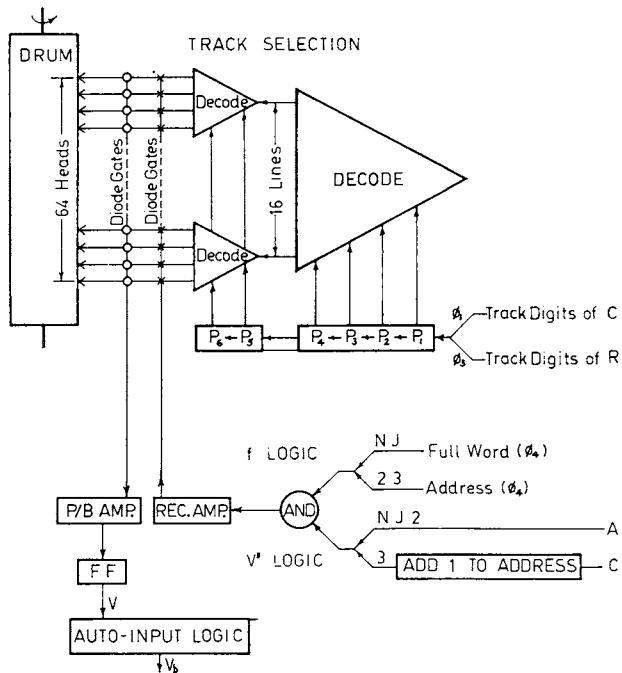 TRACK SELECTION
DRUM
64 Heads
Diode Gates
Diode Gates
Decode
16 Lines
DECODE
Decode
P6 ← P5
P4 ← P3 ← P2 ← P1
ϕ1 Track Digits of C
ϕ3 Track Digits of R
f LOGIC
N J Full Word (ϕ4)
2 3 Address (ϕ4)
P/B AMP.
REC. AMP.
AND
N J 2 A
V" LOGIC
3 ADD 1 TO ADDRESS C
F F
V
AUTO-INPUT LOGIC
Vb